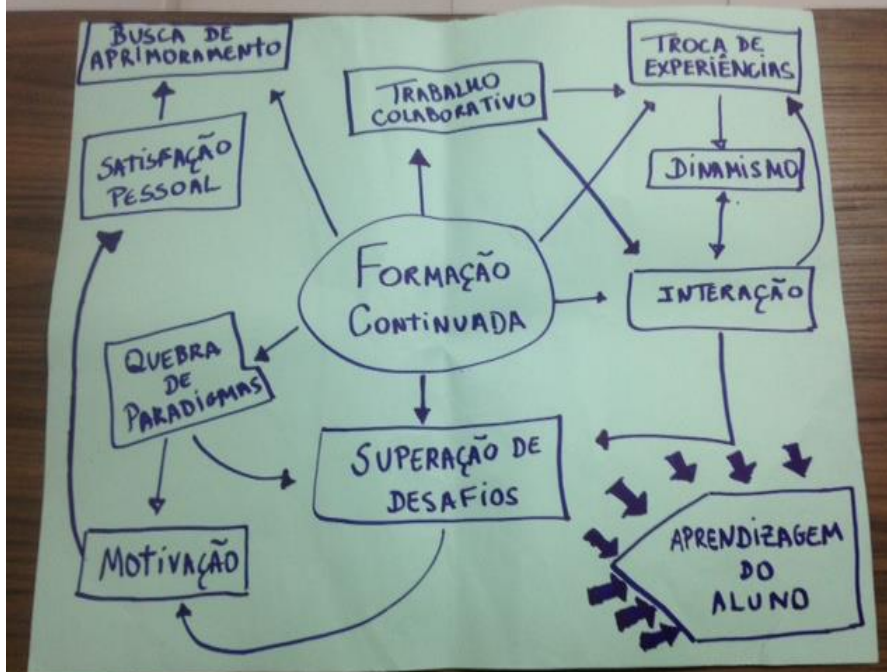 BUSCA DE
APRIMORAMENTO
TRABALHO
COLABORATIVO
TROCA DE
EXPERIÊNCIAS
SATISFAÇÃO
PESSOAL
DINAMISMO
FORMAÇÃO
CONTINUADA
INTERAÇÃO
QUEBRA
DE
PARADIGMAS
SUPERAÇÃO DE
DESAFIOS
MOTIVAÇÃO
APRENDIZAGEM
DO
ALUNO